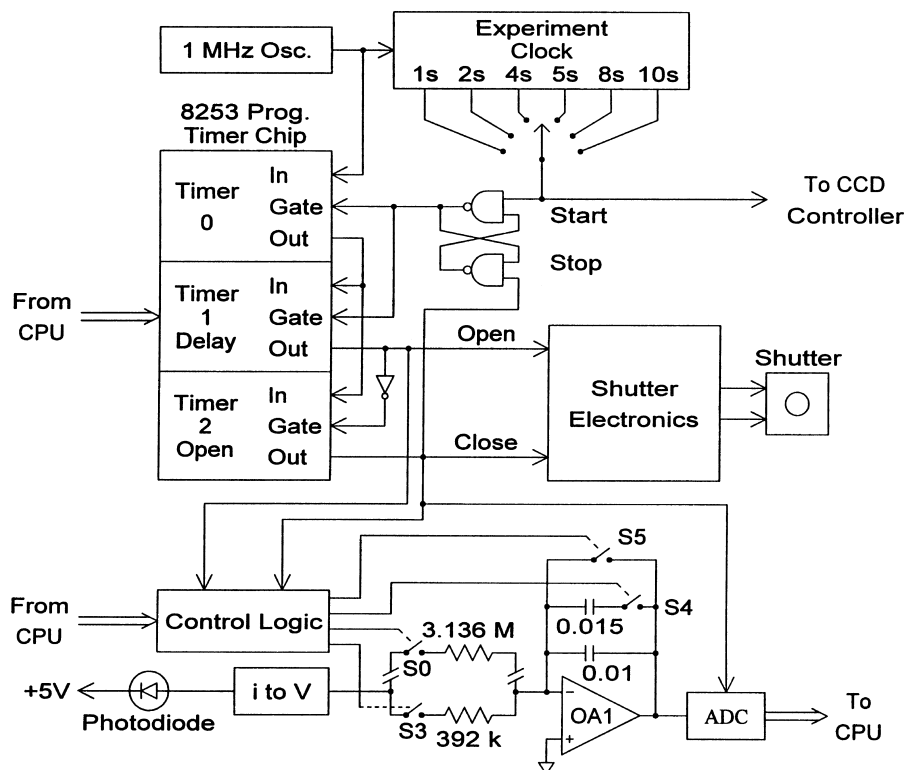 1 MHz Osc.
Experiment
Clock
1s 2s 4s 5s 8s 10s
8253 Prog.
Timer Chip
Timer
0
In
Gate
Out
Start
To CCD
Controller
Stop
From
CPU
Timer
1
Delay
In
Gate
Out
Open
Shutter
Electronics
Shutter
Timer
2
Open
In
Gate
Out
Close
From
CPU
Control Logic
S5
S4
0.015
0.01
3.136 M
S0
+5V
Photodiode
i to V
S3
392 k
−
+
OA1
ADC
To
CPU